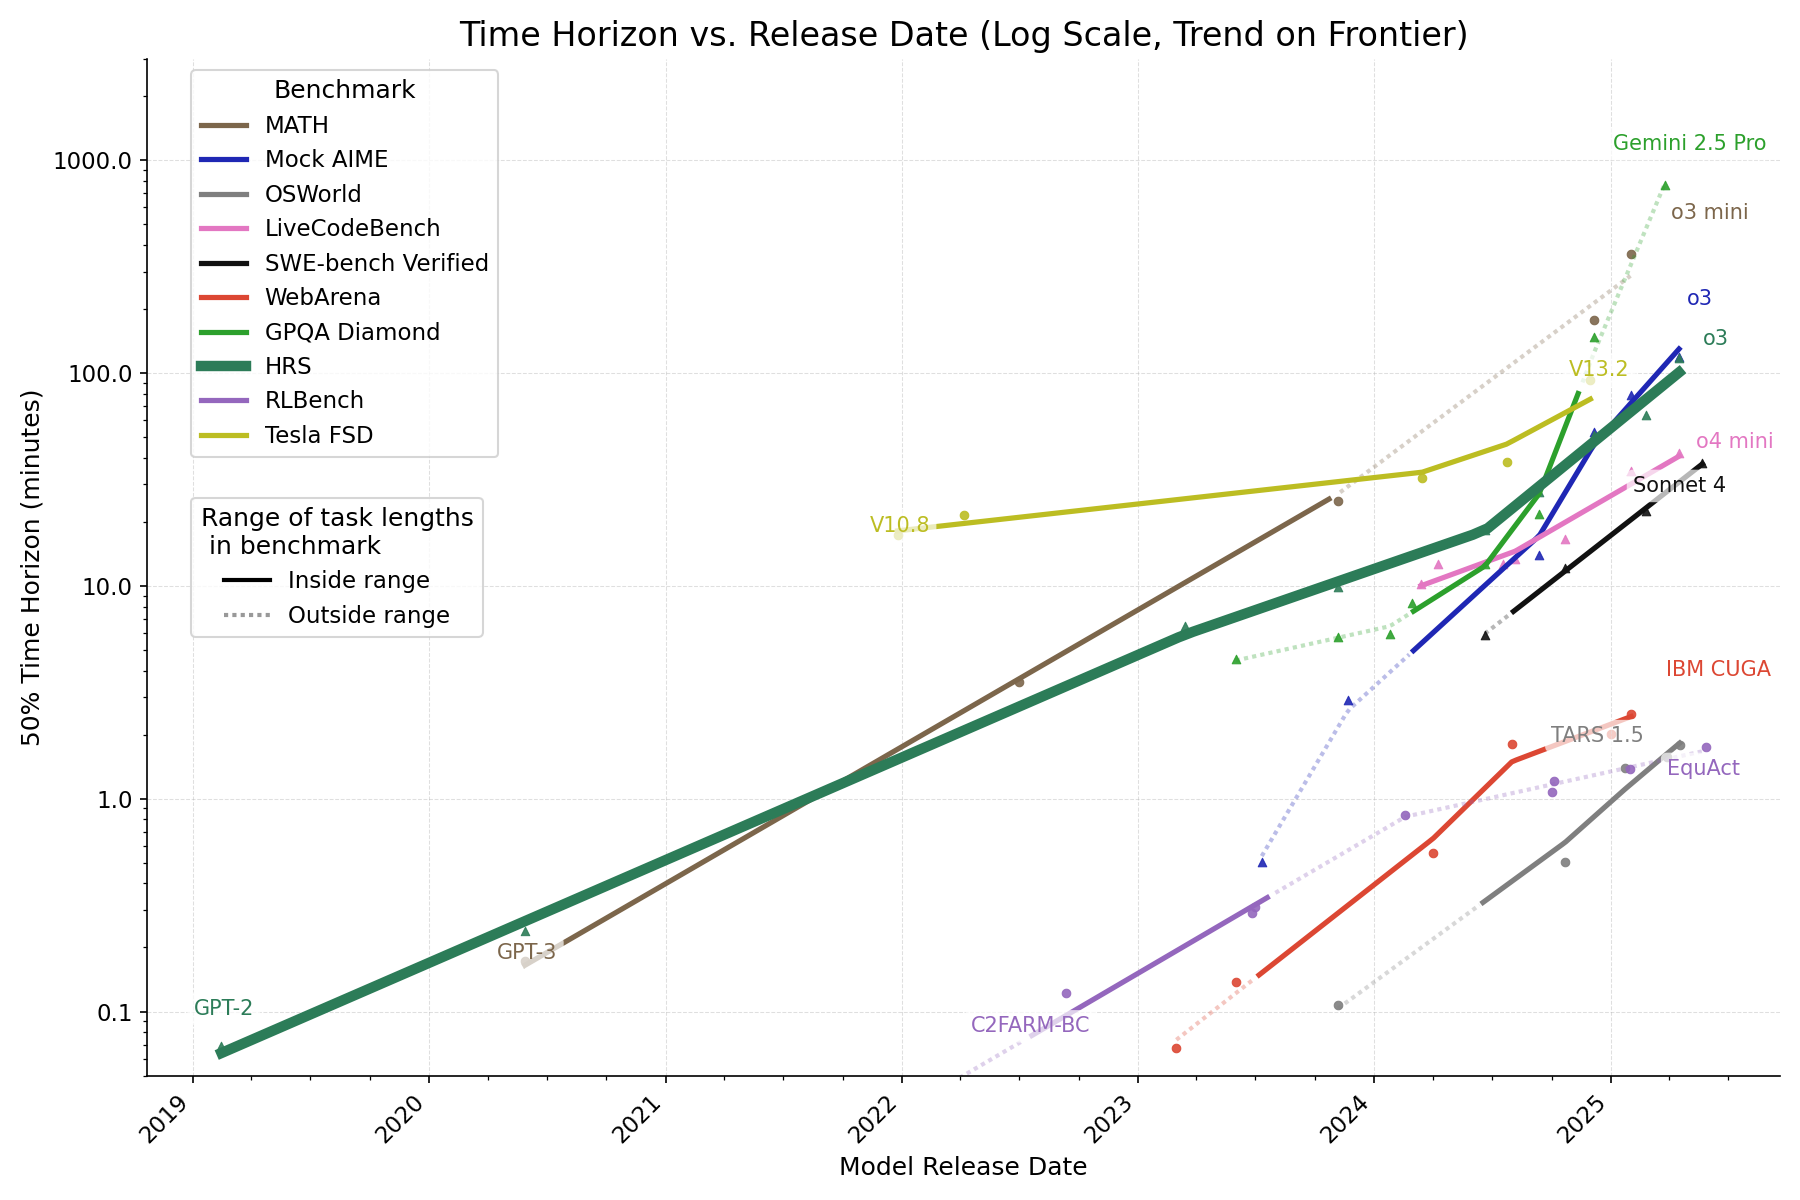 Time Horizon vs. Release Date (Log Scale, Trend on Frontier)
50% Time Horizon (minutes)
1000.0
100.0
10.0
1.0
0.1
Benchmark
MATH
Mock AIME
OSWorld
LiveCodeBench
SWE-bench Verified
WebArena
GPQA Diamond
HRS
RLBench
Tesla FSD
Range of task lengths
in benchmark
Inside range
Outside range
Gemini 2.5 Pro
o3 mini
o3
o3
V13.2
o4 mini
Sonnet 4
V10.8
IBM CUGA
TARS 1.5
EquAct
GPT-3
GPT-2
C2FARM-BC
2019
2020
2021
2022
2023
2024
2025
Model Release Date